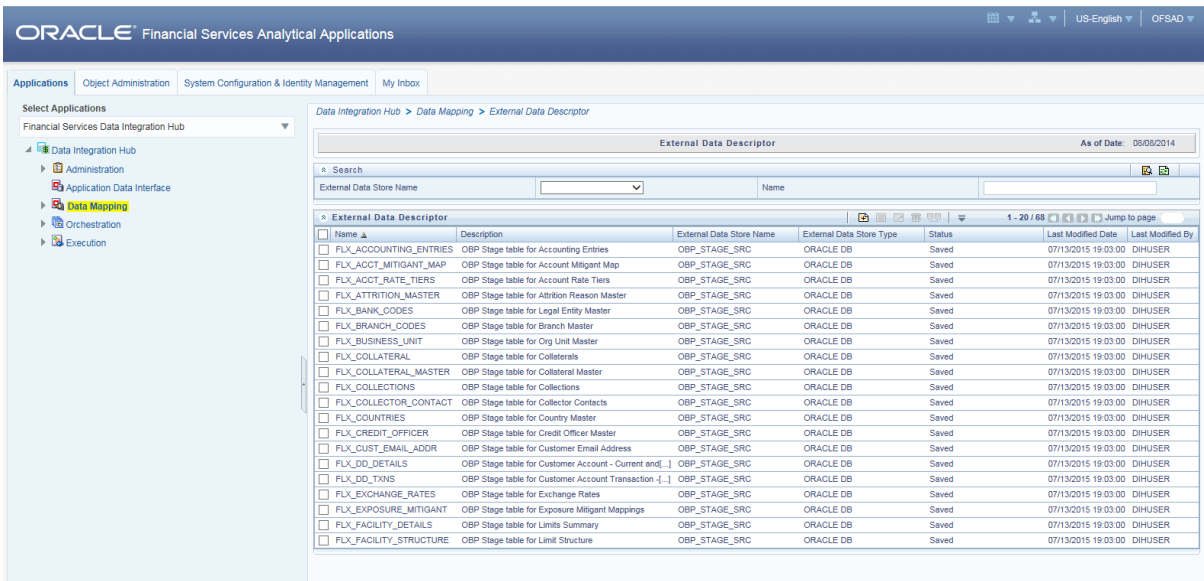 ORACLE® Financial Services Analytical Applications
US-English OFSAD
Applications Object Administration System Configuration & Identity Management My Inbox
Select Applications
Financial Services Data Integration Hub
Data Integration Hub
Administration
Application Data Interface
Data Mapping
Orchestration
Execution
Data Integration Hub > Data Mapping > External Data Descriptor
External Data Descriptor As of Date: 08/08/2014
Search
External Data Store Name Name
External Data Descriptor 1 - 20 / 68 Jump to page
Name Description External Data Store Name External Data Store Type Status Last Modified Date Last Modified By
FLX_ACCOUNTING_ENTRIES OBP Stage table for Accounting Entries OBP_STAGE_SRC ORACLE DB Saved 07/13/2015 19:03:00 DIHUSER
FLX_ACCT_MITIGANT_MAP OBP Stage table for Account Mitigant Map OBP_STAGE_SRC ORACLE DB Saved 07/13/2015 19:03:00 DIHUSER
FLX_ACCT_RATE_TIERS OBP Stage table for Account Rate Tiers OBP_STAGE_SRC ORACLE DB Saved 07/13/2015 19:03:00 DIHUSER
FLX_ATTRITION_MASTER OBP Stage table for Attrition Reason Master OBP_STAGE_SRC ORACLE DB Saved 07/13/2015 19:03:00 DIHUSER
FLX_BANK_CODES OBP Stage table for Legal Entity Master OBP_STAGE_SRC ORACLE DB Saved 07/13/2015 19:03:00 DIHUSER
FLX_BRANCH_CODES OBP Stage table for Branch Master OBP_STAGE_SRC ORACLE DB Saved 07/13/2015 19:03:00 DIHUSER
FLX_BUSINESS_UNIT OBP Stage table for Org Unit Master OBP_STAGE_SRC ORACLE DB Saved 07/13/2015 19:03:00 DIHUSER
FLX_COLLATERAL OBP Stage table for Collaterals OBP_STAGE_SRC ORACLE DB Saved 07/13/2015 19:03:00 DIHUSER
FLX_COLLATERAL_MASTER OBP Stage table for Collateral Master OBP_STAGE_SRC ORACLE DB Saved 07/13/2015 19:03:00 DIHUSER
FLX_COLLECTIONS OBP Stage table for Collections OBP_STAGE_SRC ORACLE DB Saved 07/13/2015 19:03:00 DIHUSER
FLX_COLLECTOR_CONTACT OBP Stage table for Collector Contacts OBP_STAGE_SRC ORACLE DB Saved 07/13/2015 19:03:00 DIHUSER
FLX_COUNTRIES OBP Stage table for Country Master OBP_STAGE_SRC ORACLE DB Saved 07/13/2015 19:03:00 DIHUSER
FLX_CREDIT_OFFICER OBP Stage table for Credit Officer Master OBP_STAGE_SRC ORACLE DB Saved 07/13/2015 19:03:00 DIHUSER
FLX_CUST_EMAIL_ADDR OBP Stage table for Customer Email Address OBP_STAGE_SRC ORACLE DB Saved 07/13/2015 19:03:00 DIHUSER
FLX_DD_DETAILS OBP Stage table for Customer Account - Current and[...] OBP_STAGE_SRC ORACLE DB Saved 07/13/2015 19:03:00 DIHUSER
FLX_DD_TXNS OBP Stage table for Customer Account Transaction -[...] OBP_STAGE_SRC ORACLE DB Saved 07/13/2015 19:03:00 DIHUSER
FLX_EXCHANGE_RATES OBP Stage table for Exchange Rates OBP_STAGE_SRC ORACLE DB Saved 07/13/2015 19:03:00 DIHUSER
FLX_EXPOSURE_MITIGANT OBP Stage table for Exposure Mitigant Mappings OBP_STAGE_SRC ORACLE DB Saved 07/13/2015 19:03:00 DIHUSER
FLX_FACILITY_DETAILS OBP Stage table for Limits Summary OBP_STAGE_SRC ORACLE DB Saved 07/13/2015 19:03:00 DIHUSER
FLX_FACILITY_STRUCTURE OBP Stage table for Limit Structure OBP_STAGE_SRC ORACLE DB Saved 07/13/2015 19:03:00 DIHUSER